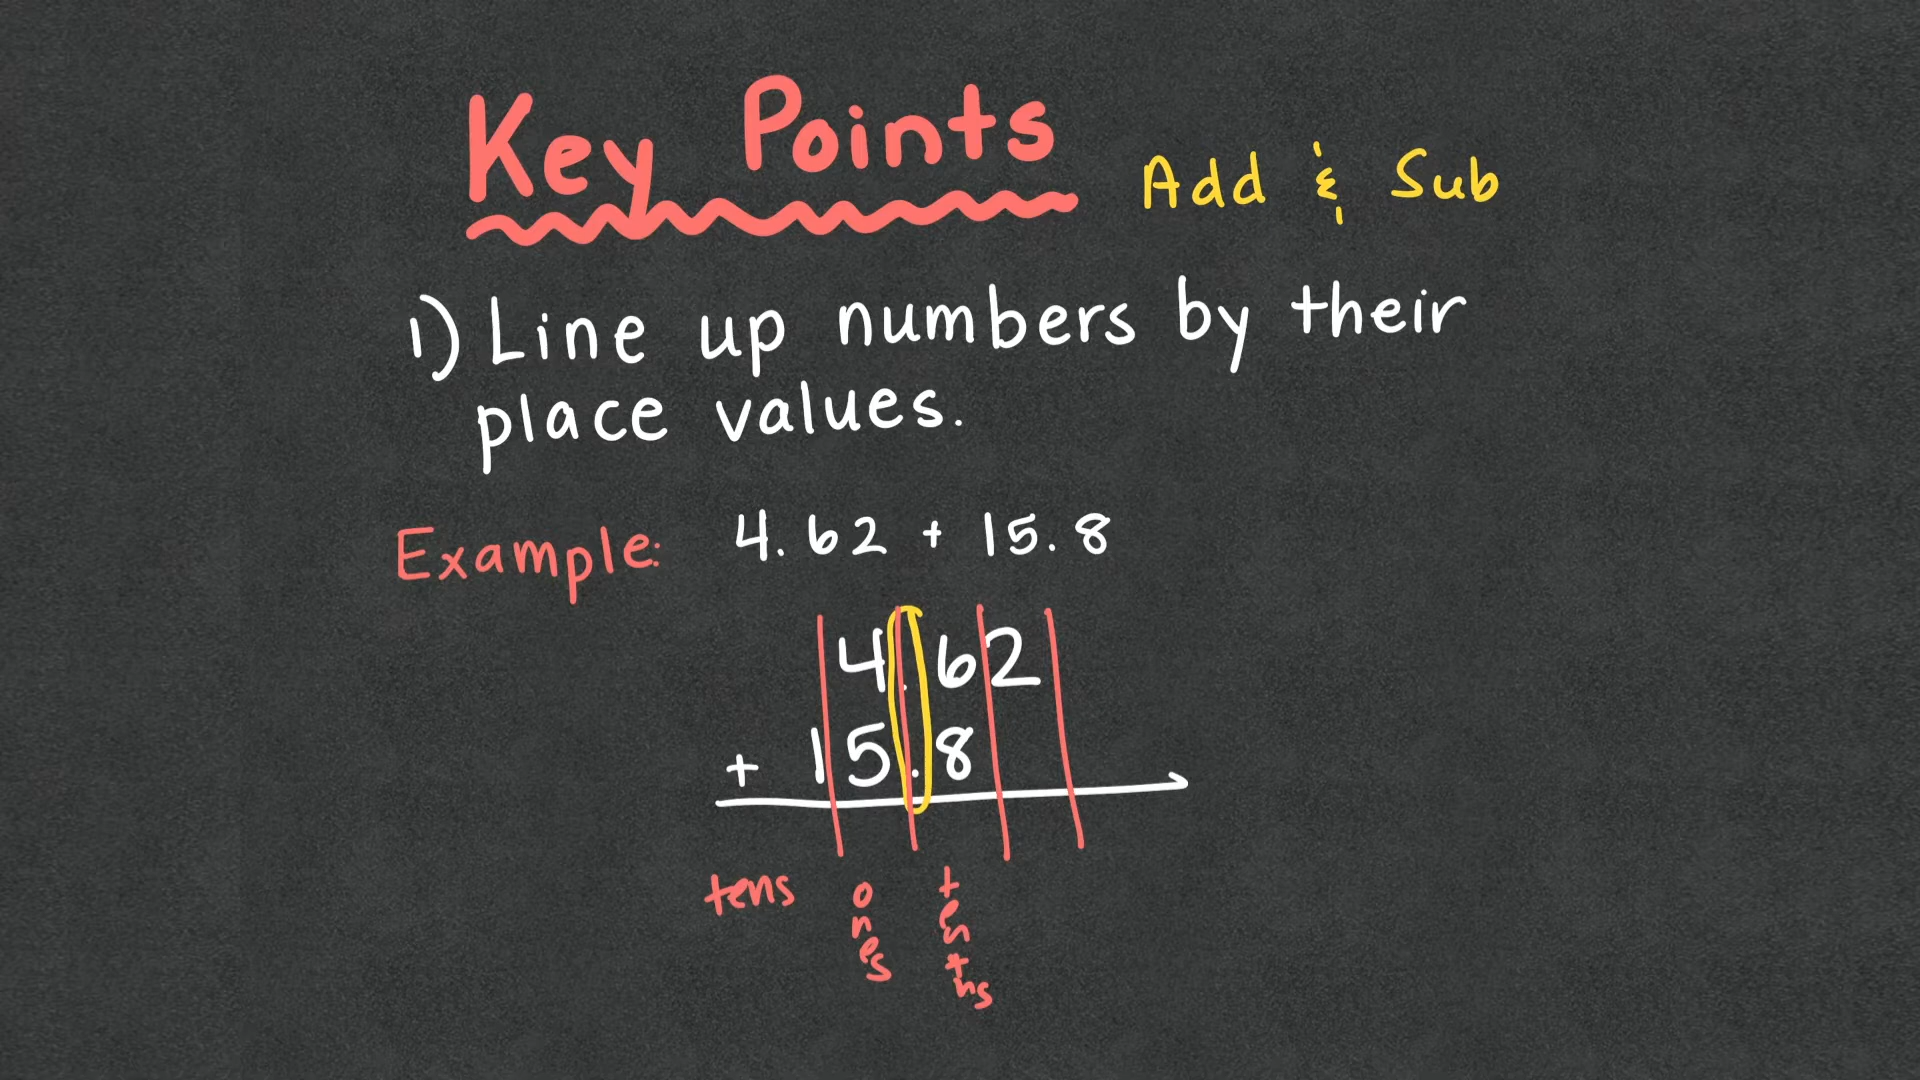 Key Points Add & Sub
1) Line up numbers by their
place values.
Example: 4.62 + 15.8
4.62
+ 15.8
tens ones tenths